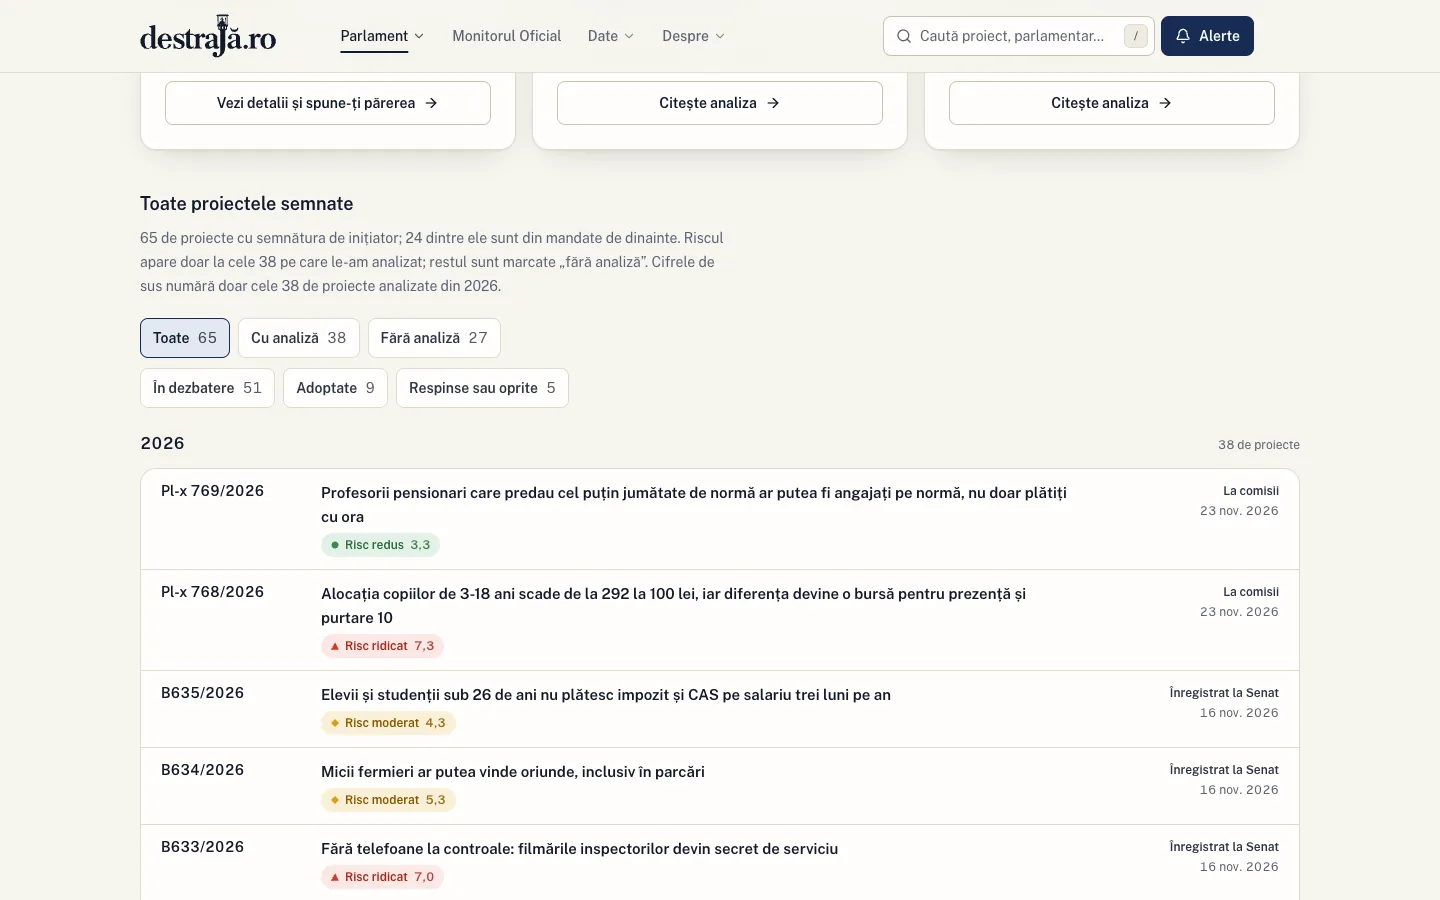 destrajă.ro
Parlament
Monitorul Oficial
Date
Despre
Caută proiect, parlamentar...
/
Alerte
Vezi detalii și spune-ți părerea →
Citește analiza →
Citește analiza →
Toate proiectele semnate
65 de proiecte cu semnătura de inițiator; 24 dintre ele sunt din mandate de dinainte. Riscul
apare doar la cele 38 pe care le-am analizat; restul sunt marcate „fără analiză”. Cifrele de
sus numără doar cele 38 de proiecte analizate din 2026.
Toate 65
Cu analiză 38
Fără analiză 27
În dezbatere 51
Adoptate 9
Respinse sau oprite 5
2026
38 de proiecte
Pl-x 769/2026
Profesorii pensionari care predau cel puțin jumătate de normă ar putea fi angajați pe normă, nu doar plătiți
cu ora
Risc redus 3,3
La comisii
23 nov. 2026
Pl-x 768/2026
Alocația copiilor de 3-18 ani scade de la 292 la 100 lei, iar diferența devine o bursă pentru prezență și
purtare 10
Risc ridicat 7,3
La comisii
23 nov. 2026
B635/2026
Elevii și studenții sub 26 de ani nu plătesc impozit și CAS pe salariu trei luni pe an
Risc moderat 4,3
Înregistrat la Senat
16 nov. 2026
B634/2026
Micii fermieri ar putea vinde oriunde, inclusiv în parcări
Risc moderat 5,3
Înregistrat la Senat
16 nov. 2026
B633/2026
Fără telefoane la controale: filmările inspectorilor devin secret de serviciu
Risc ridicat 7,0
Înregistrat la Senat
16 nov. 2026